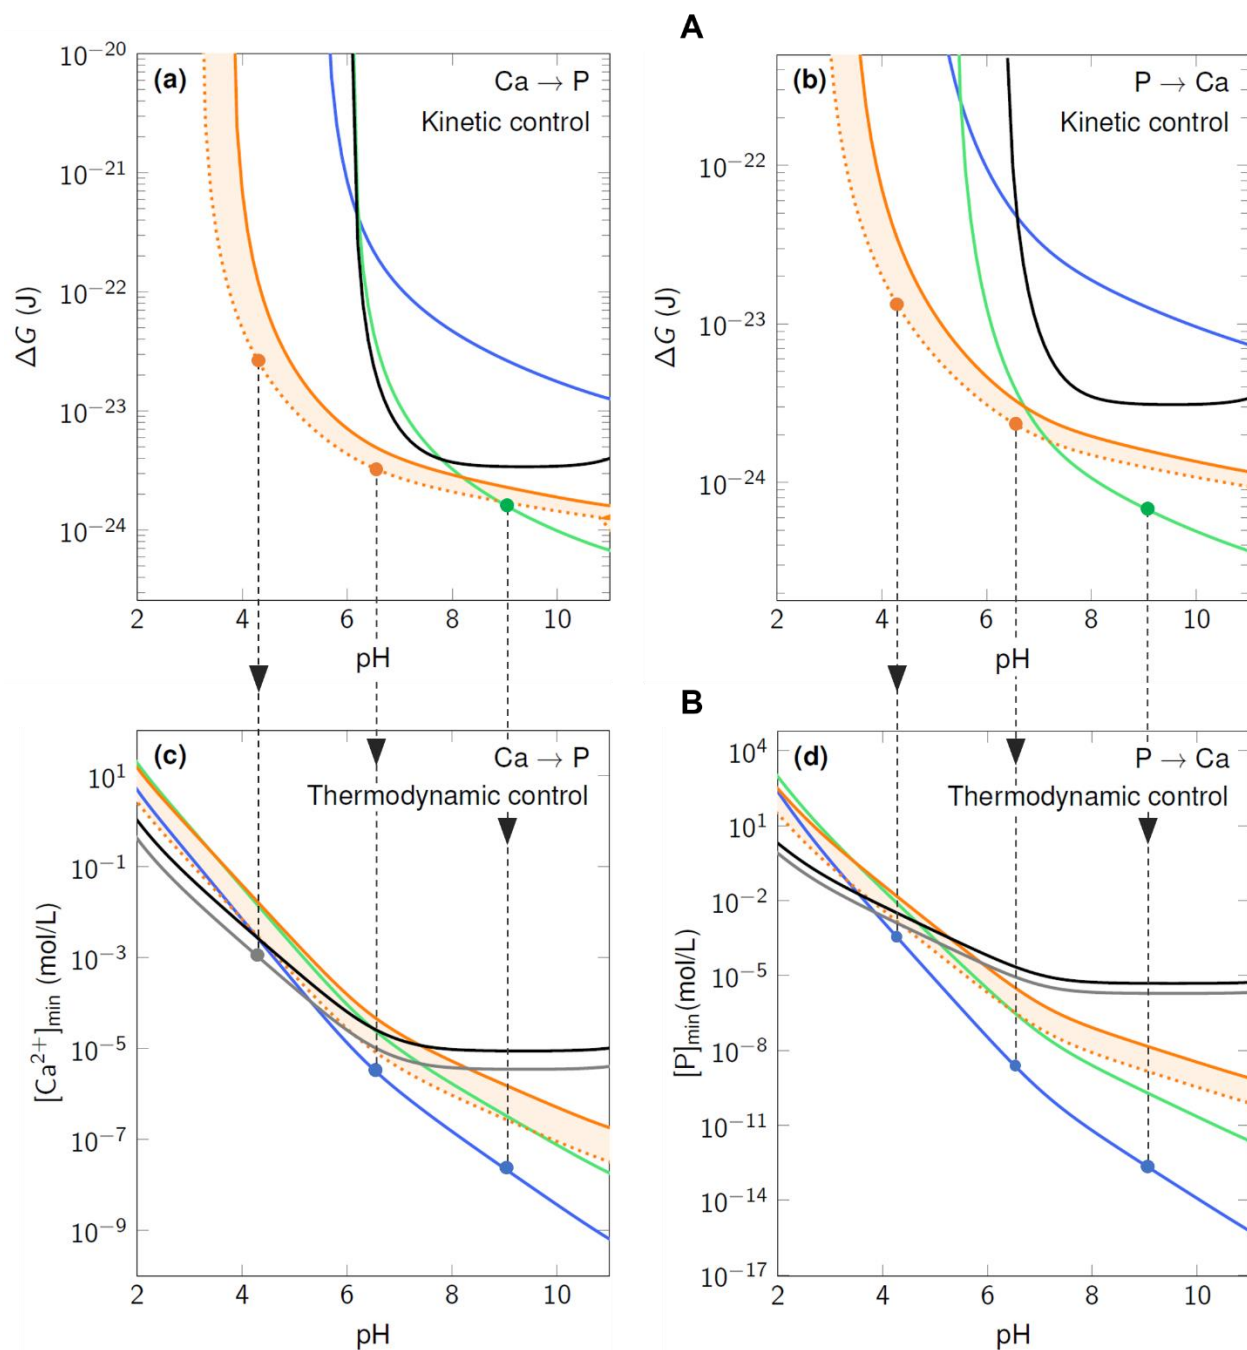 A
(a) Ca → P
Kinetic control
10⁻²⁰
10⁻²¹
10⁻²²
10⁻²³
10⁻²⁴
ΔG (J)
2 4 6 8 10
pH
(b) P → Ca
Kinetic control
10⁻²²
10⁻²³
10⁻²⁴
ΔG (J)
2 4 6 8 10
pH
B
(c) Ca → P
Thermodynamic control
10¹
10⁻¹
10⁻³
10⁻⁵
10⁻⁷
10⁻⁹
[Ca²⁺]min (mol/L)
2 4 6 8 10
pH
(d) P → Ca
Thermodynamic control
10⁴
10¹
10⁻²
10⁻⁵
10⁻⁸
10⁻¹¹
10⁻¹⁴
10⁻¹⁷
[P]min(mol/L)
2 4 6 8 10
pH